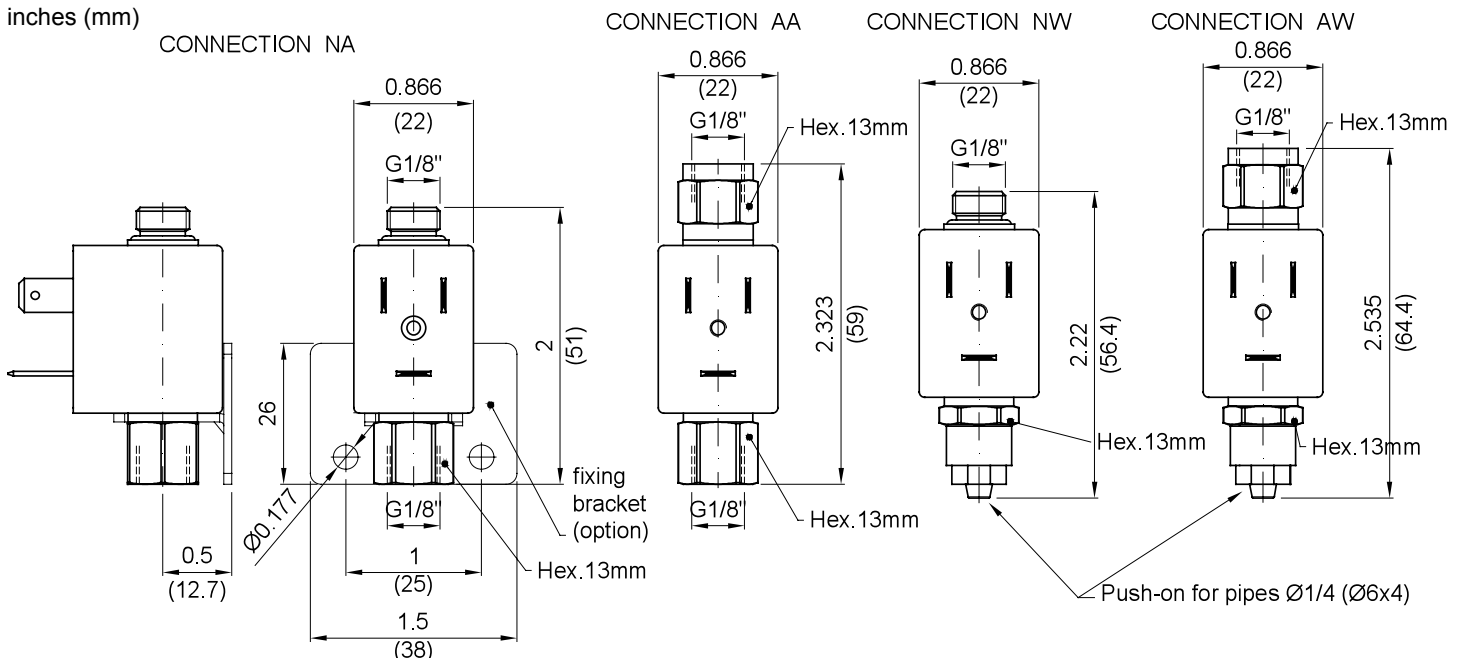 inches (mm)
CONNECTION NA
0.866
(22)
G1/8"
2
(51)
26
Ø0.177
G1/8"
fixing
bracket
(option)
Hex.13mm
0.5
(12.7)
1
(25)
1.5
(38)
CONNECTION AA
0.866
(22)
G1/8"
Hex.13mm
2.323
(59)
G1/8"
Hex.13mm
CONNECTION NW
0.866
(22)
G1/8"
2.22
(56.4)
Hex.13mm
CONNECTION AW
0.866
(22)
G1/8"
Hex.13mm
2.535
(64.4)
Hex.13mm
Push-on for pipes Ø1/4 (Ø6x4)